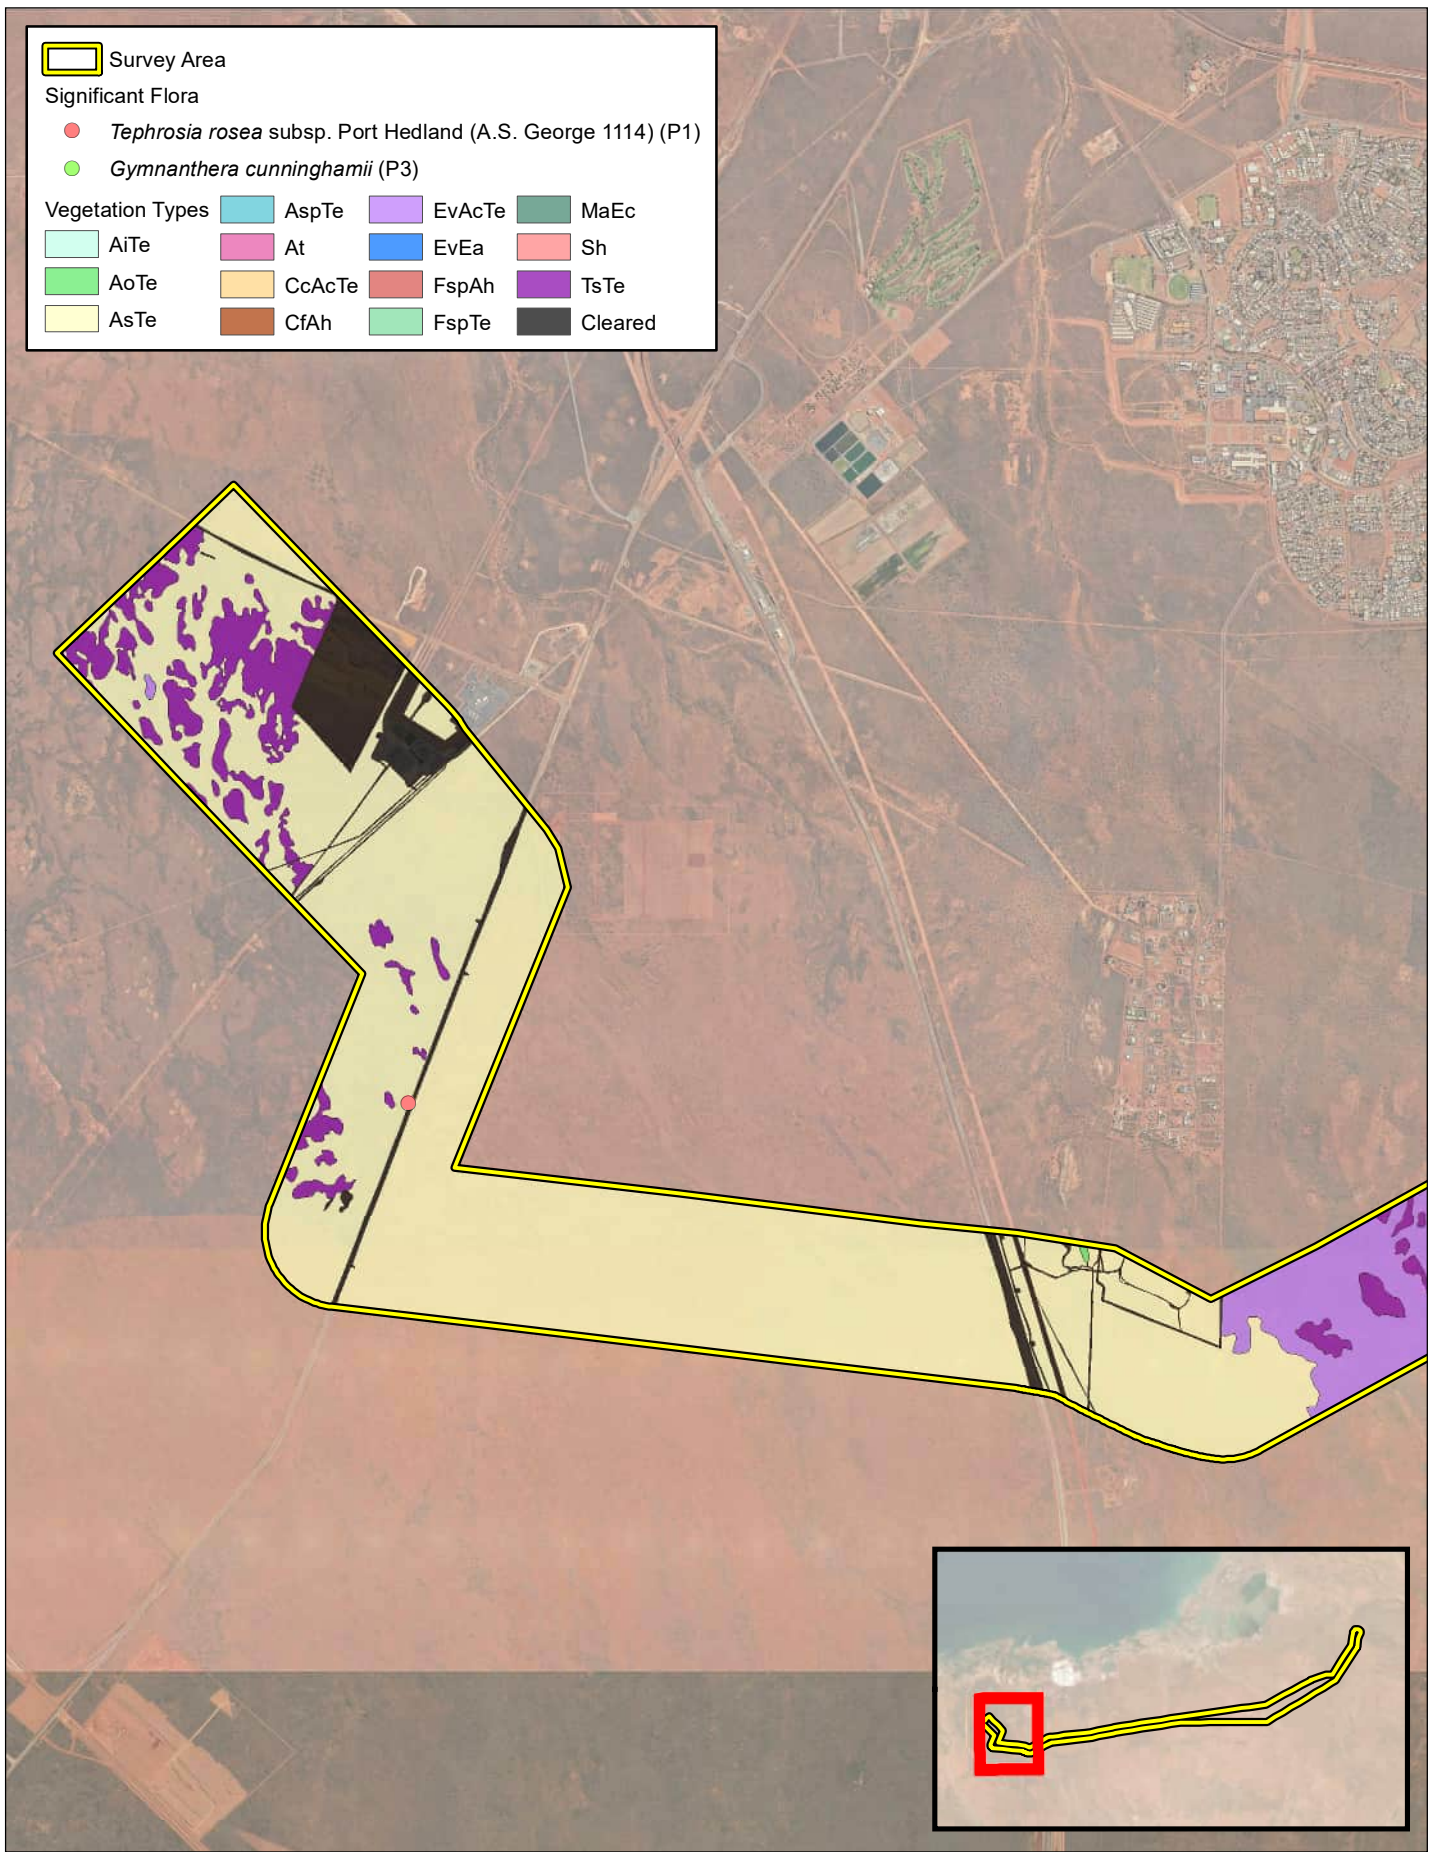 Survey Area
Significant Flora
Tephrosia rosea subsp. Port Hedland (A.S. George 1114) (P1)
Gymnanthera cunninghamii (P3)
Vegetation Types
AiTe
AoTe
AsTe
AspTe
At
CcAcTe
CfAh
EvAcTe
EvEa
FspAh
FspTe
MaEc
Sh
TsTe
Cleared